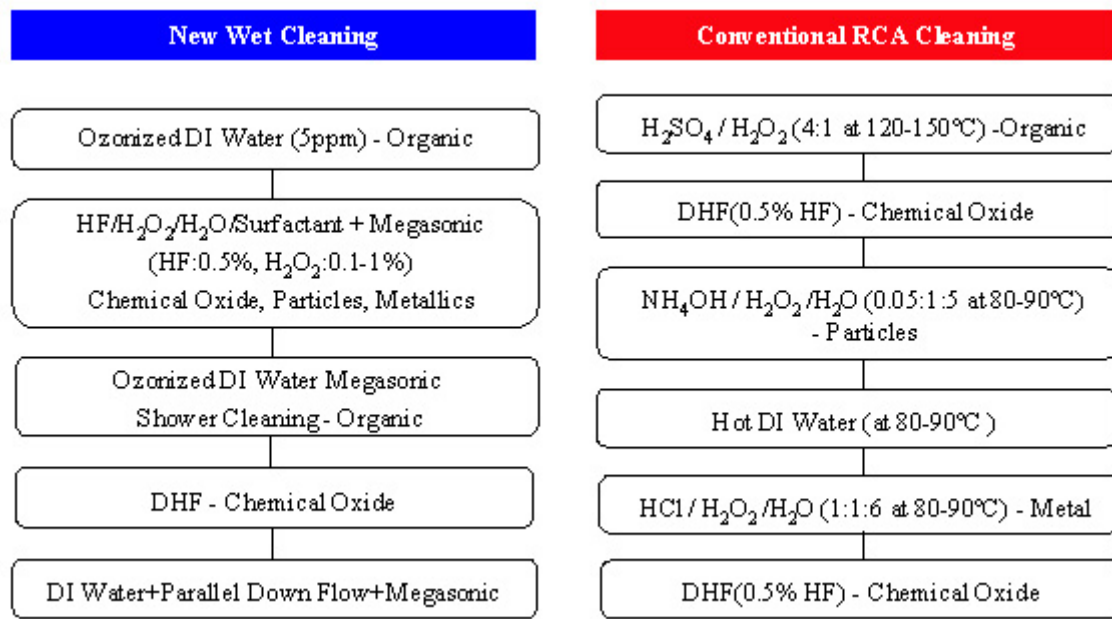 New Wet Cleaning
Ozonized DI Water (5ppm) - Organic
HF/H₂O₂/H₂O/Surfactant + Megasonic
(HF:0.5%, H₂O₂:0.1-1%)
Chemical Oxide, Particles, Metallics
Ozonized DI Water Megasonic
Shower Cleaning - Organic
DHF - Chemical Oxide
DI Water+Parallel Down Flow+Megasonic
Conventional RCA Cleaning
H₂SO₄ / H₂O₂ (4:1 at 120-150℃) -Organic
DHF(0.5% HF) - Chemical Oxide
NH₄OH / H₂O₂ /H₂O (0.05:1:5 at 80-90℃)
- Particles
Hot DI Water (at 80-90℃ )
HCl / H₂O₂ /H₂O (1:1:6 at 80-90℃) - Metal
DHF(0.5% HF) - Chemical Oxide